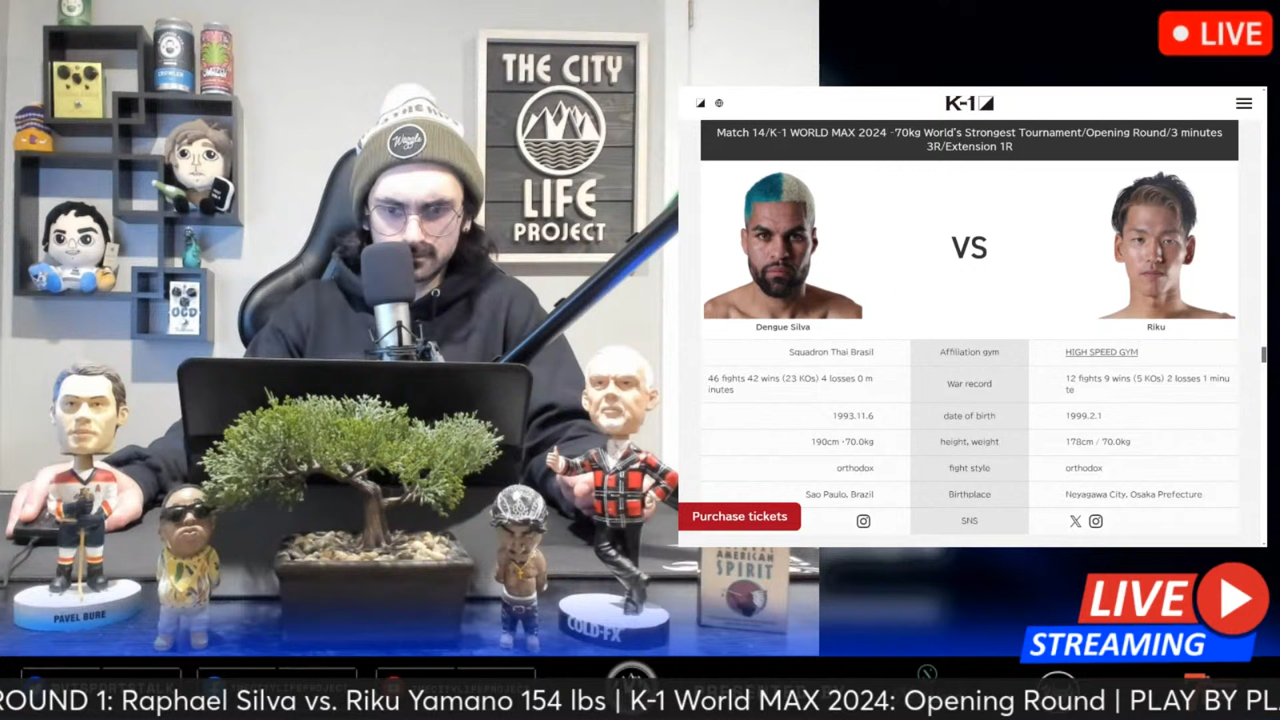 LIVE
THE CITY
LIFE
PROJECT
Waggle
OCD
PAVEL BURE
COLD-FX
AMERICAN
SPIRIT
K-1
Match 14/K-1 WORLD MAX 2024 -70kg World's Strongest Tournament/Opening Round/3 minutes
3R/Extension 1R
VS
Dengue Silva
Riku
Squadron Thai Brasil
Affiliation gym
HIGH SPEED GYM
46 fights 42 wins (23 KOs) 4 losses 0 m
inutes
War record
12 fights 9 wins (5 KOs) 2 losses 1 minu
te
1993.11.6
date of birth
1999.2.1
190cm ·70.0kg
height, weight
178cm / 70.0kg
orthodox
fight style
orthodox
Sao Paulo, Brazil
Birthplace
Neyagawa City, Osaka Prefecture
Purchase tickets
SNS
LIVE
STREAMING
ROUND 1: Raphael Silva vs. Riku Yamano 154 lbs | K-1 World MAX 2024: Opening Round | PLAY BY PL